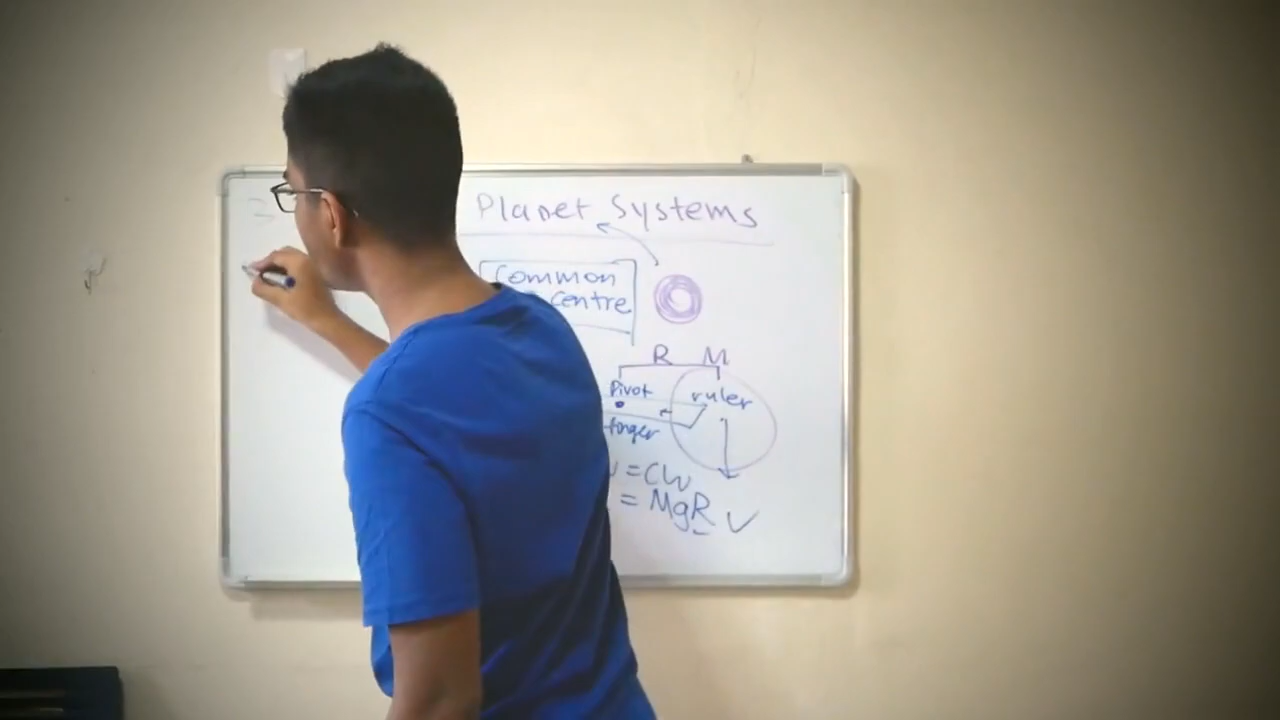 Planet Systems
Common
centre
R M
Pivot
ruler
finger
= CW
= MgR ✓